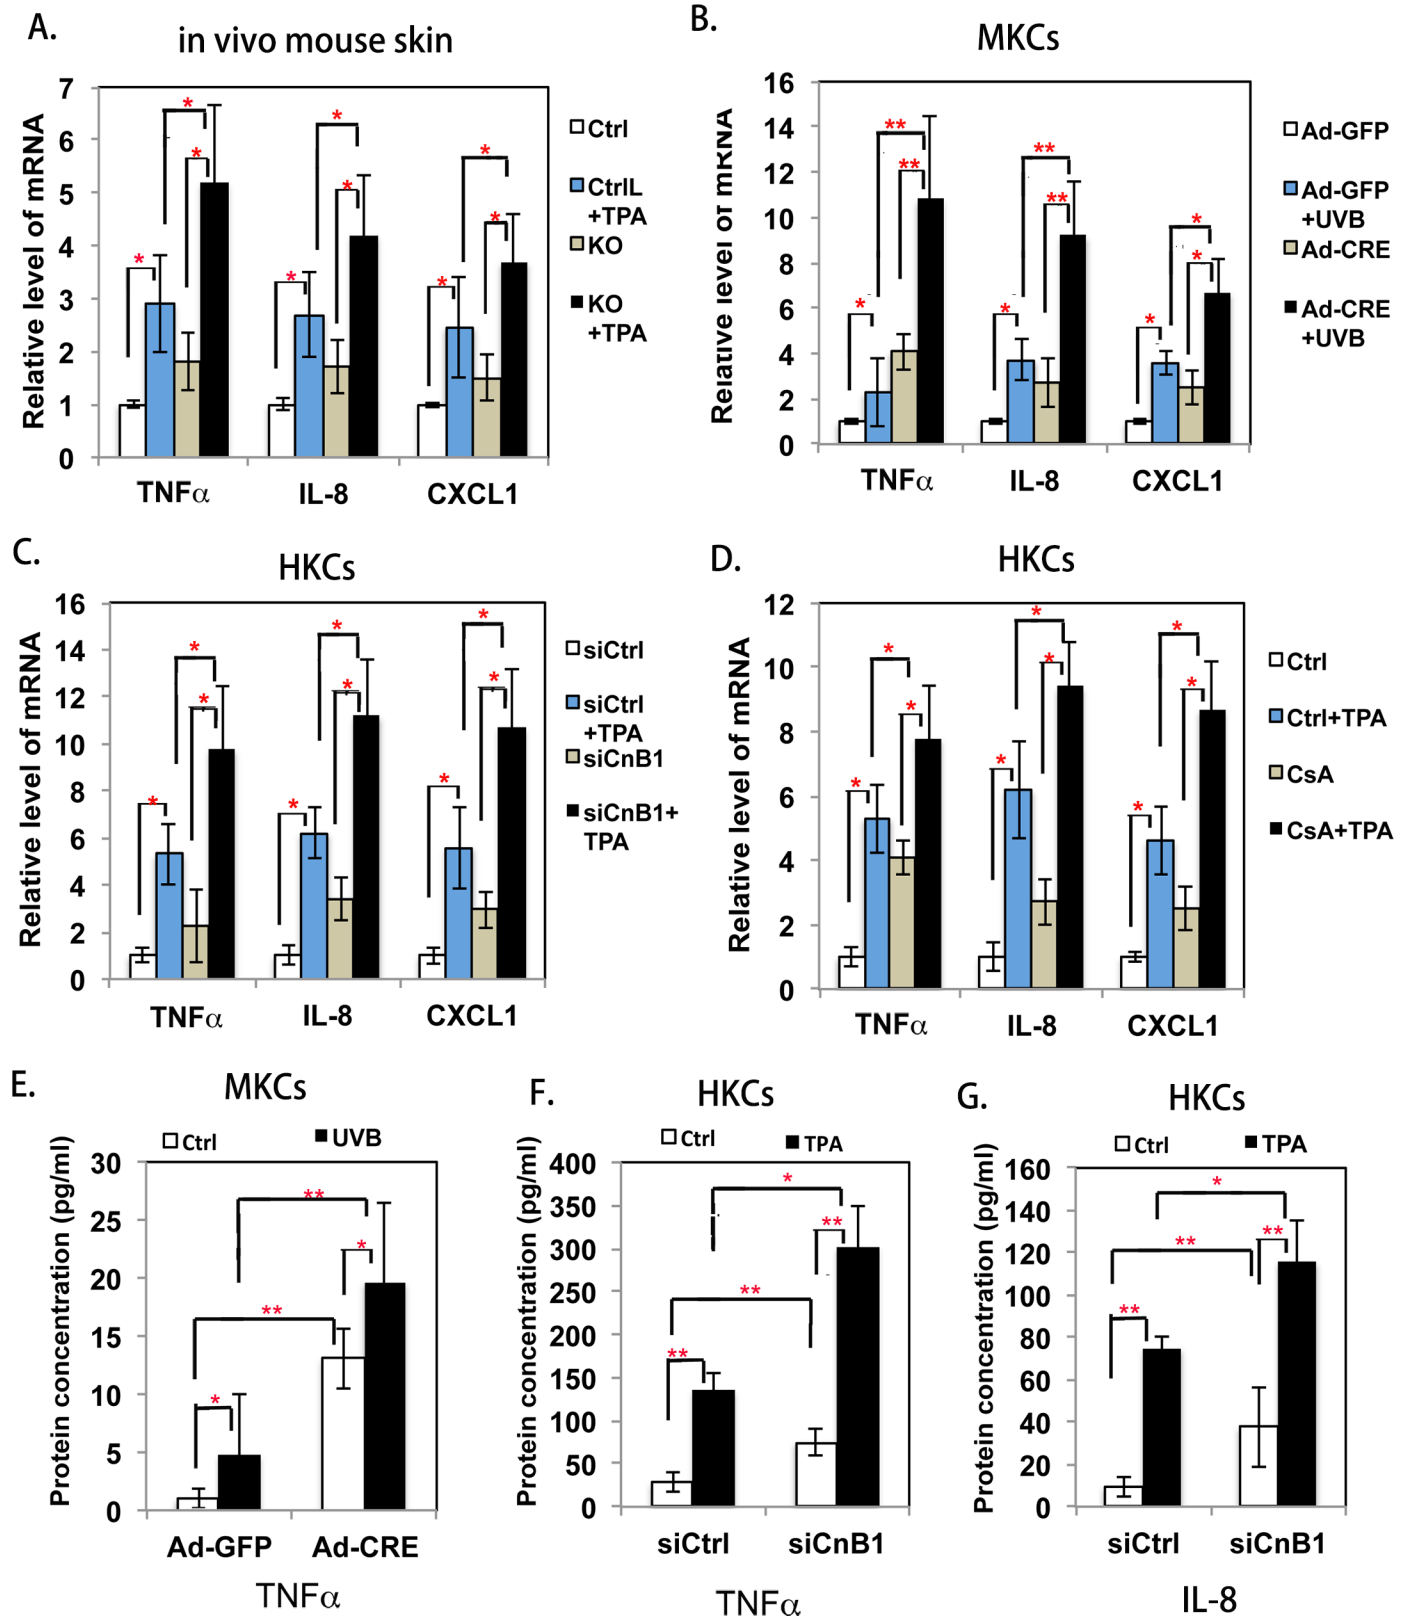 A.
in vivo mouse skin
Relative level of mRNA
7
6
5
4
3
2
1
0
*
*
*
*
*
*
*
*
*
TNFα
IL-8
CXCL1
Ctrl
CtrlL
+TPA
KO
KO
+TPA
B.
MKCs
Relative level of mRNA
16
14
12
10
8
6
4
2
0
**
**
*
**
**
*
*
*
*
TNFα
IL-8
CXCL1
Ad-GFP
Ad-GFP
+UVB
Ad-CRE
Ad-CRE
+UVB
C.
HKCs
Relative level of mRNA
16
14
12
10
8
6
4
2
0
*
*
*
*
*
*
*
*
*
TNFα
IL-8
CXCL1
siCtrl
siCtrl
+TPA
siCnB1
siCnB1+
TPA
D.
HKCs
Relative level of mRNA
12
10
8
6
4
2
0
*
*
*
*
*
*
*
*
*
TNFα
IL-8
CXCL1
Ctrl
Ctrl+TPA
CsA
CsA+TPA
E.
MKCs
Ctrl
UVB
Protein concentration (pg/ml)
30
25
20
15
10
5
0
**
*
**
*
Ad-GFP
Ad-CRE
TNFα
F.
HKCs
Ctrl
TPA
Protein concentration (pg/ml)
400
350
300
250
200
150
100
50
0
*
**
**
**
siCtrl
siCnB1
TNFα
G.
HKCs
Ctrl
TPA
Protein concentration (pg/ml)
160
140
120
100
80
60
40
20
0
*
**
**
**
siCtrl
siCnB1
IL-8